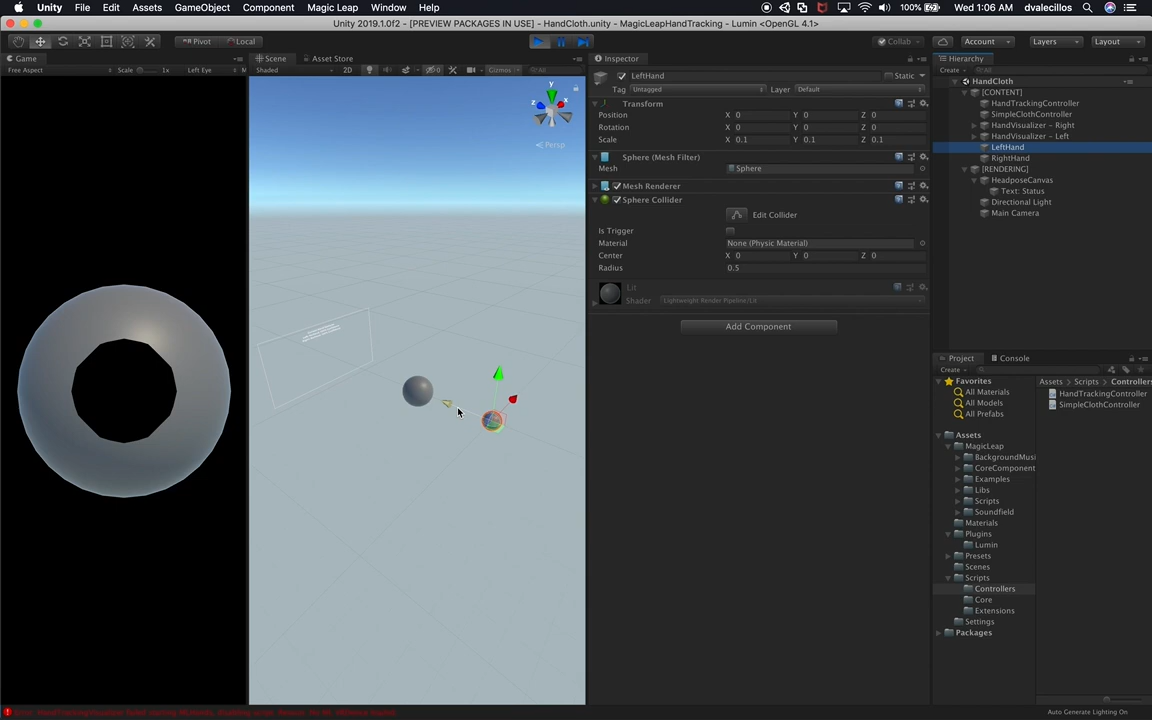 Unity File Edit Assets GameObject Component Magic Leap Window Help 100% Wed 1:06 AM dvalecillos
Unity 2019.1.0f2 - [PREVIEW PACKAGES IN USE] - HandCloth.unity - MagicLeapHandTracking - Lumin <OpenGL 4.1>
Pivot Local Collab Account Layers Layout
Game
Free Aspect Scale 1x Left Eye M
Scene Asset Store
Shaded 2D Gizmos All
y
x
z
Persp
Inspector
LeftHand Static
Tag Untagged Layer Default
Transform
Position X 0 Y 0 Z 0
Rotation X 0 Y 0 Z 0
Scale X 0.1 Y 0.1 Z 0.1
Sphere (Mesh Filter)
Mesh Sphere
Mesh Renderer
Sphere Collider
Edit Collider
Is Trigger
Material None (Physic Material)
Center X 0 Y 0 Z 0
Radius 0.5
Lit
Shader Lightweight Render Pipeline/Lit
Add Component
Hierarchy
Create All
HandCloth
[CONTENT]
HandTrackingController
SimpleClothController
HandVisualizer - Right
HandVisualizer - Left
LeftHand
RightHand
[RENDERING]
HeadposeCanvas
Text: Status
Directional Light
Main Camera
Project Console
Create
Favorites
All Materials
All Models
All Prefabs
Assets
MagicLeap
BackgroundMusi
CoreComponent
Examples
Libs
Scripts
Soundfield
Materials
Plugins
Lumin
Presets
Scenes
Scripts
Controllers
Core
Extensions
Settings
Packages
Assets Scripts Controllers
HandTrackingController
SimpleClothController
Auto Generate Lighting On